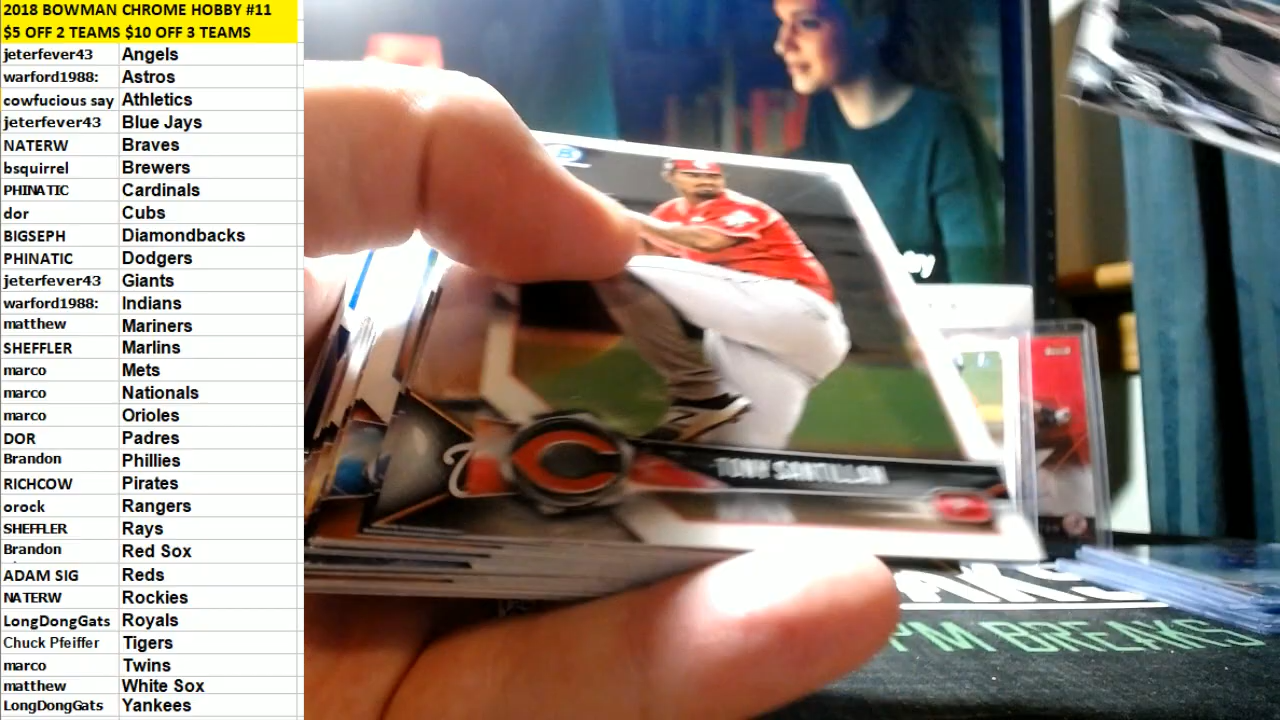 2018 BOWMAN CHROME HOBBY #11
$5 OFF 2 TEAMS $10 OFF 3 TEAMS
jeterfever43 Angels
warford1988: Astros
cowfucious say Athletics
jeterfever43 Blue Jays
NATERW Braves
bsquirrel Brewers
PHINATIC Cardinals
dor Cubs
BIGSEPH Diamondbacks
PHINATIC Dodgers
jeterfever43 Giants
warford1988: Indians
matthew Mariners
SHEFFLER Marlins
marco Mets
marco Nationals
marco Orioles
DOR Padres
Brandon Phillies
RICHCOW Pirates
orock Rangers
SHEFFLER Rays
Brandon Red Sox
ADAM SIG Reds
NATERW Rockies
LongDongGats Royals
Chuck Pfeiffer Tigers
marco Twins
matthew White Sox
LongDongGats Yankees
TONY SANTILLAN
PM BREAKS